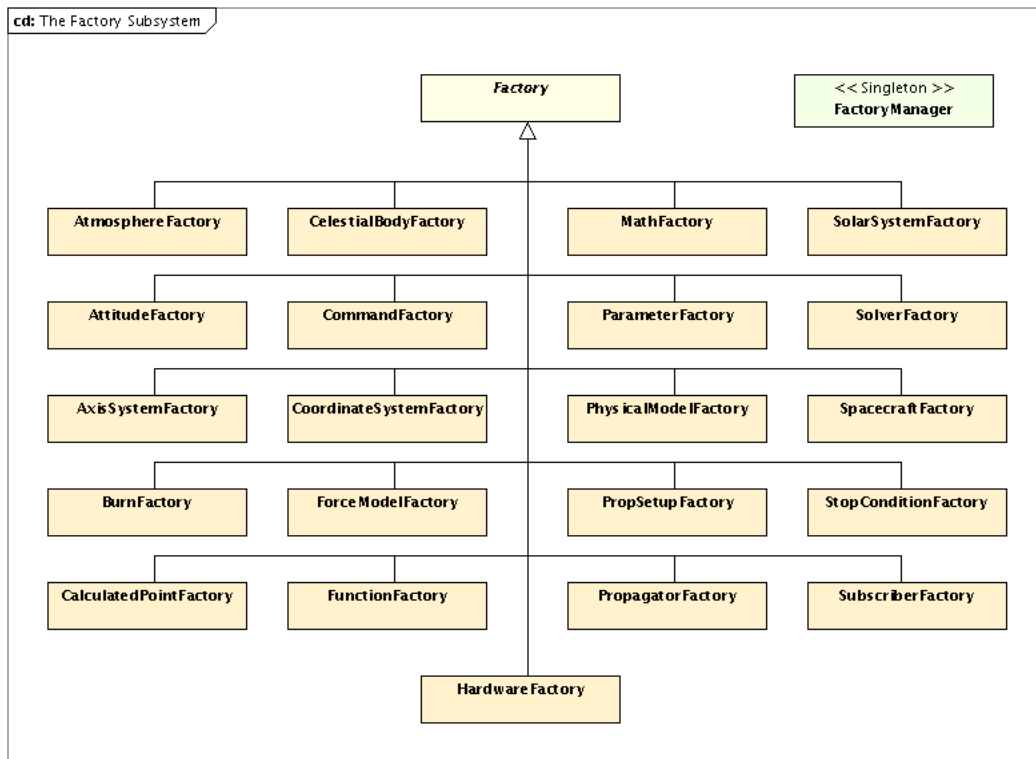 cd: The Factory Subsystem
Factory
<< Singleton >>
FactoryManager
AtmosphereFactory
CelestialBodyFactory
MathFactory
SolarSystemFactory
AttitudeFactory
CommandFactory
ParameterFactory
SolverFactory
AxisSystemFactory
CoordinateSystemFactory
PhysicalModelFactory
SpacecraftFactory
BurnFactory
ForceModelFactory
PropSetupFactory
StopConditionFactory
CalculatedPointFactory
FunctionFactory
PropagatorFactory
SubscriberFactory
HardwareFactory